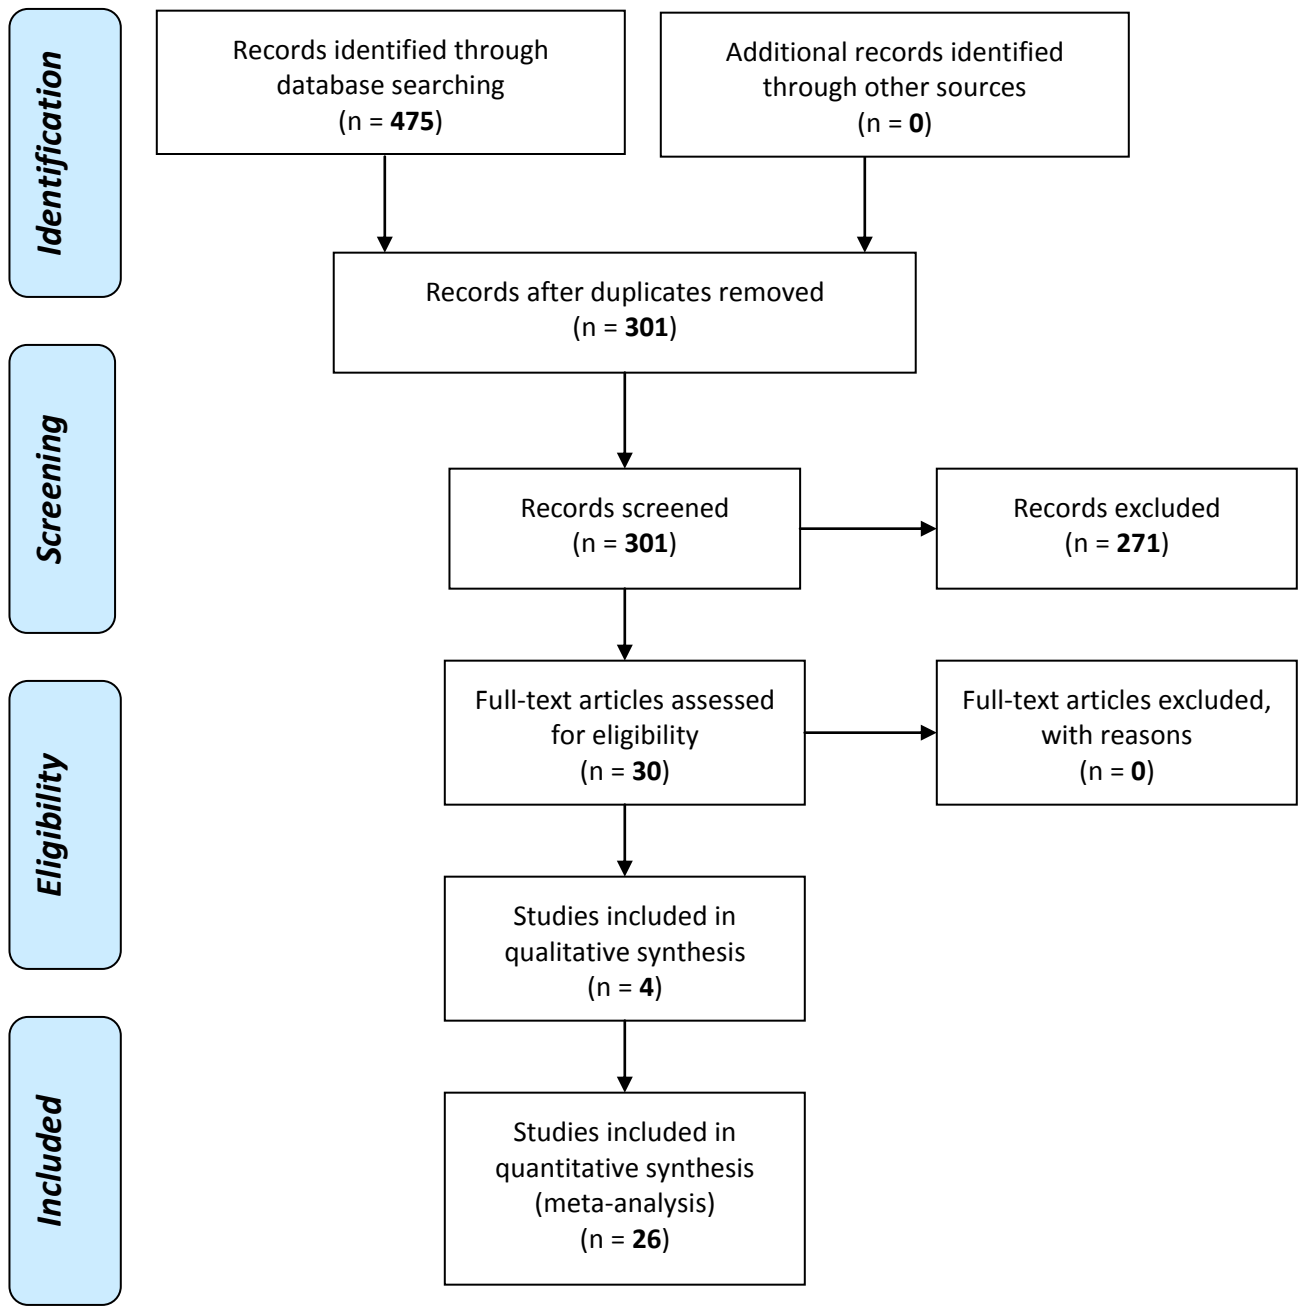 Identification
Records identified through
database searching
(n = 475)
Additional records identified
through other sources
(n = 0)
Records after duplicates removed
(n = 301)
Screening
Records screened
(n = 301)
Records excluded
(n = 271)
Eligibility
Full-text articles assessed
for eligibility
(n = 30)
Full-text articles excluded,
with reasons
(n = 0)
Studies included in
qualitative synthesis
(n = 4)
Included
Studies included in
quantitative synthesis
(meta-analysis)
(n = 26)